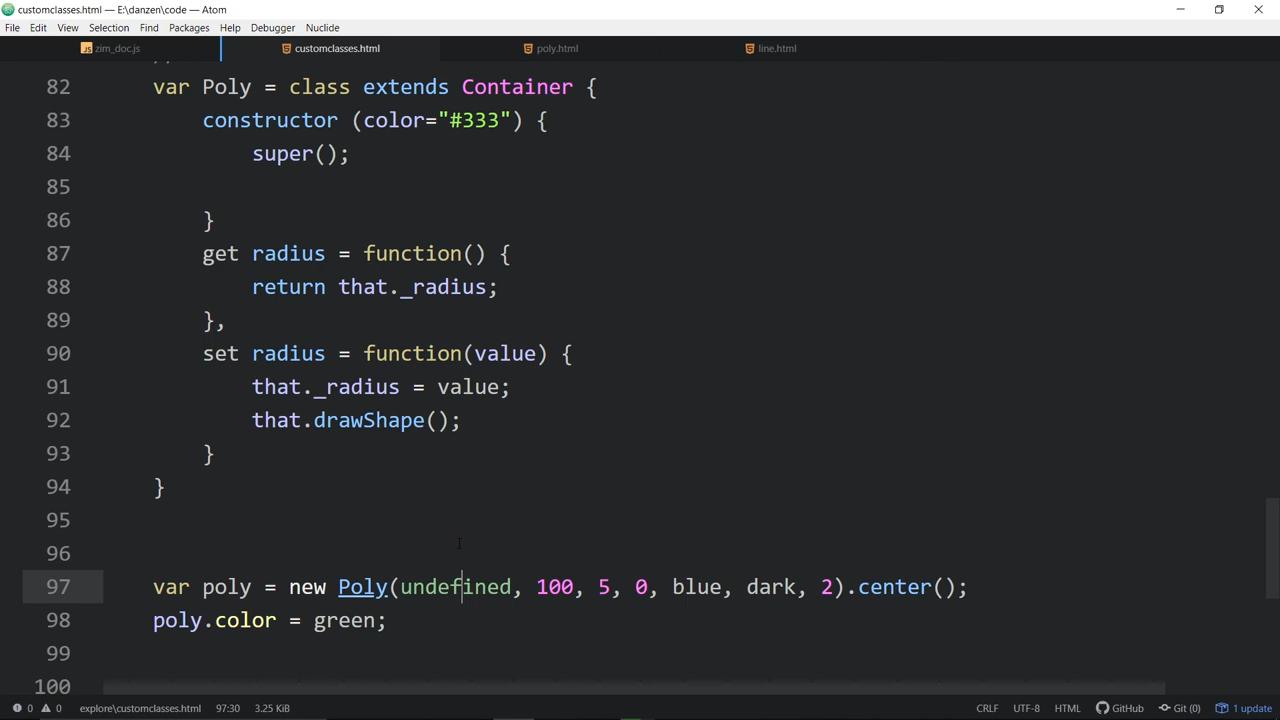 customclasses.html — E:\danzen\code — Atom
File Edit View Selection Find Packages Help Debugger Nuclide
zim_doc.js customclasses.html poly.html line.html
82 var Poly = class extends Container {
83 constructor (color="#333") {
84 super();
85
86 }
87 get radius = function() {
88 return that._radius;
89 },
90 set radius = function(value) {
91 that._radius = value;
92 that.drawShape();
93 }
94 }
95
96
97 var poly = new Poly(undefined, 100, 5, 0, blue, dark, 2).center();
98 poly.color = green;
99
100
0 0 explore\customclasses.html 97:30 3.25 KiB CRLF UTF-8 HTML GitHub Git (0) 1 update